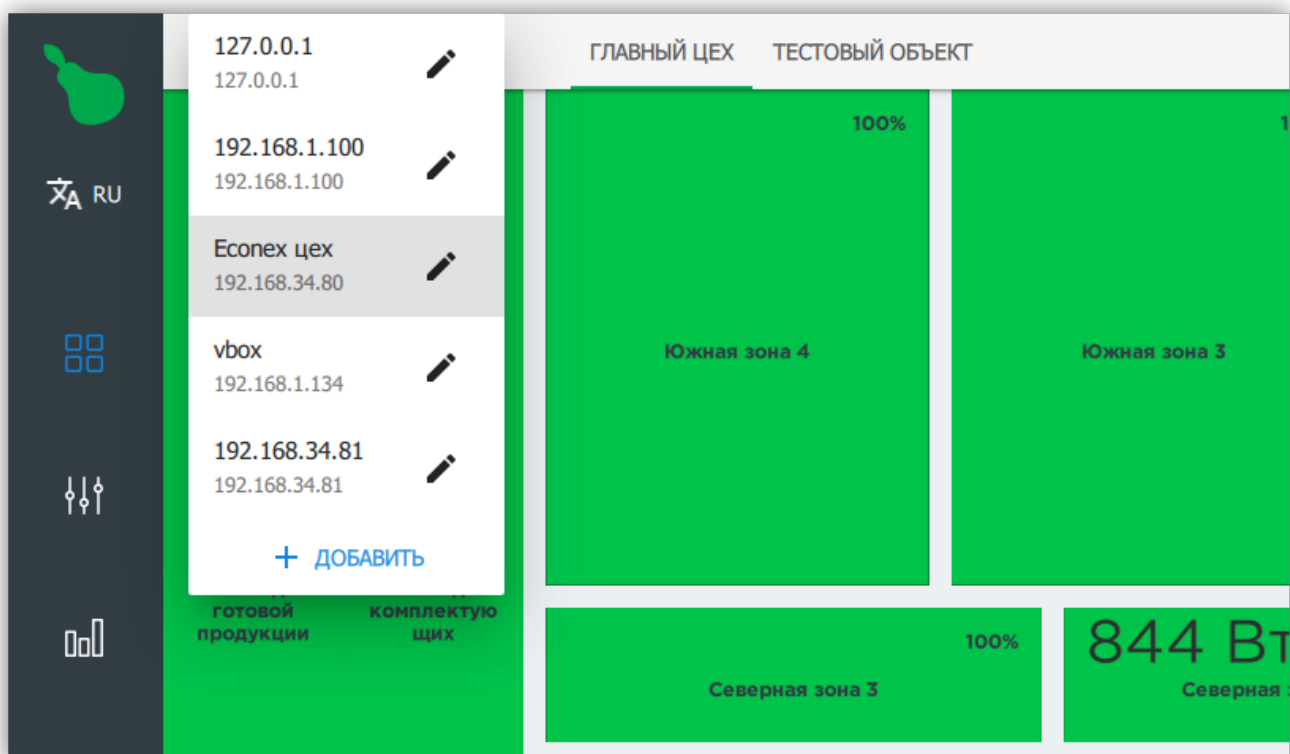 127.0.0.1
127.0.0.1
192.168.1.100
192.168.1.100
Econex цех
192.168.34.80
vbox
192.168.1.134
192.168.34.81
192.168.34.81
+ ДОБАВИТЬ
ГЛАВНЫЙ ЦЕХ
ТЕСТОВЫЙ ОБЪЕКТ
RU
100%
Южная зона 4
1
Южная зона 3
готовой
продукции
комплектую
щих
100%
Северная зона 3
844 Вт
Северная